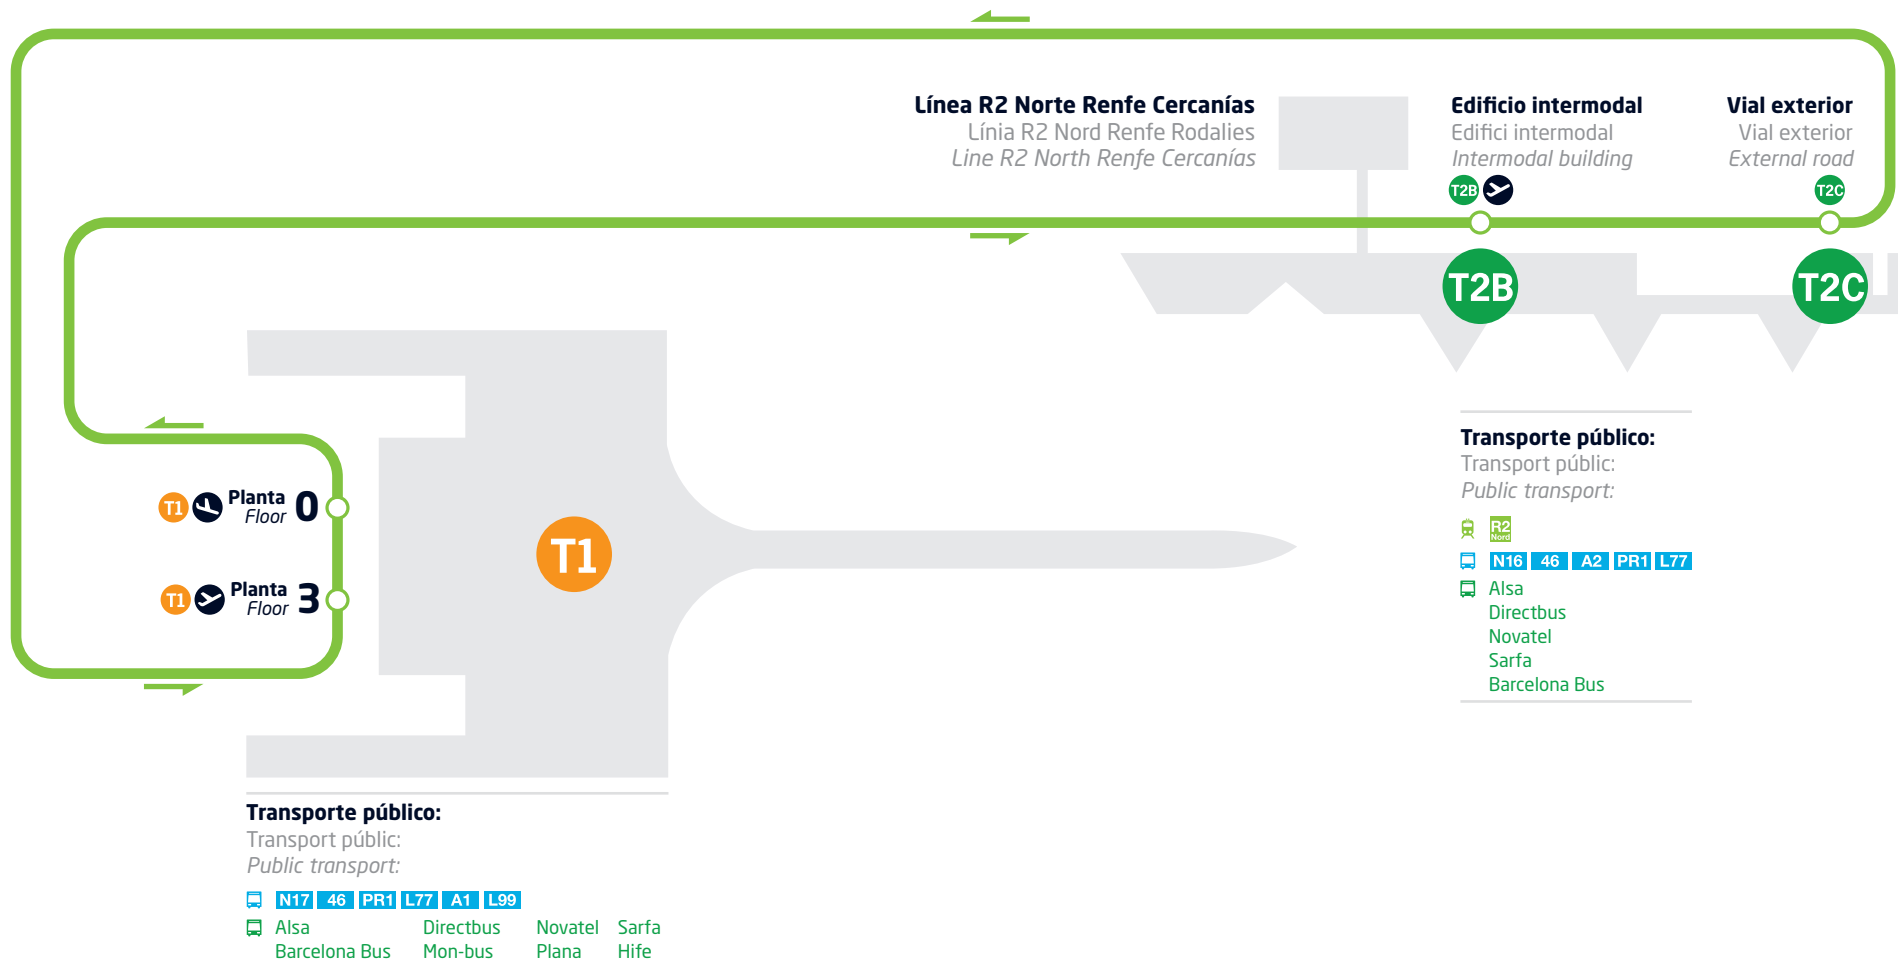 Línea R2 Norte Renfe Cercanías
Línia R2 Nord Renfe Rodalies
Line R2 North Renfe Cercanías
Edificio intermodal
Edifici intermodal
Intermodal building
T2B
Vial exterior
Vial exterior
External road
T2C
T2B
T2C
T1 Planta 0
Floor
T1 Planta 3
Floor
T1
Transporte público:
Transport públic:
Public transport:
R2
Nord
N16 46 A2 PR1 L77
Alsa
Directbus
Novatel
Sarfa
Barcelona Bus
Transporte público:
Transport públic:
Public transport:
N17 46 PR1 L77 A1 L99
Alsa Directbus Novatel Sarfa
Barcelona Bus Mon-bus Plana Hife